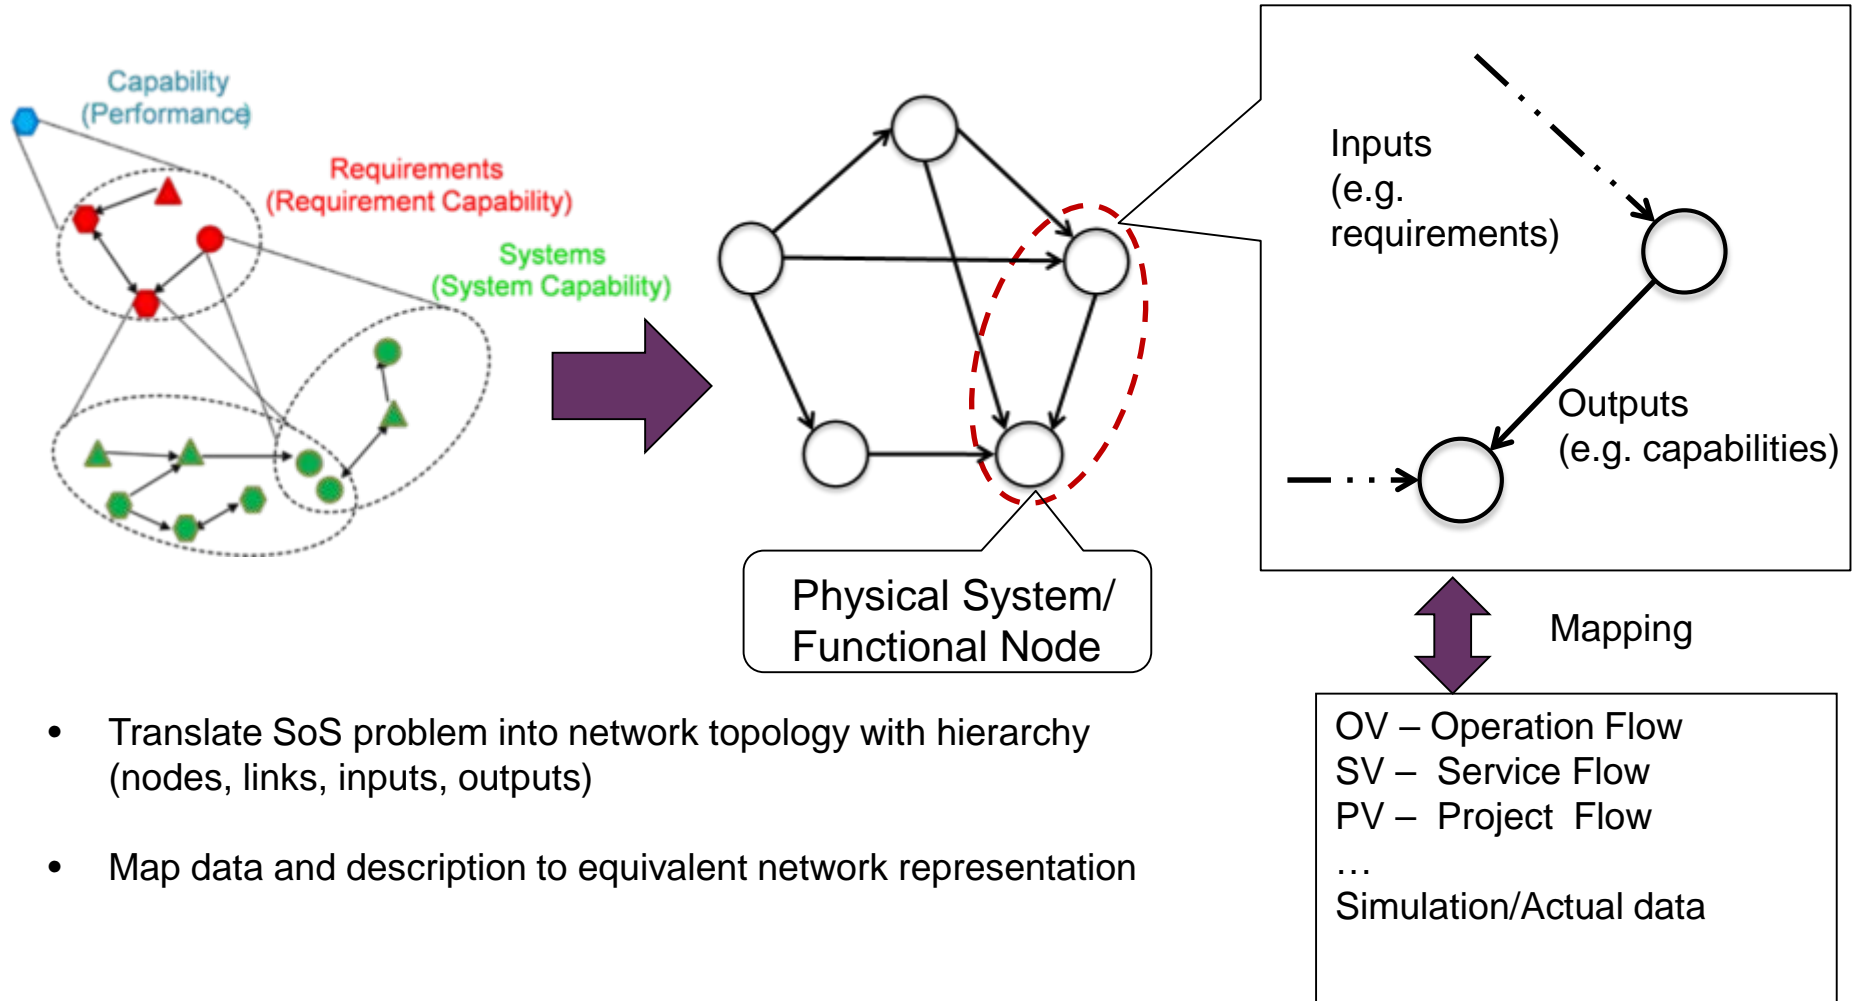 Capability
(Performance)
Requirements
(Requirement Capability)
Systems
(System Capability)
Inputs
(e.g.
requirements)
Outputs
(e.g. capabilities)
Physical System/
Functional Node
Mapping
• Translate SoS problem into network topology with hierarchy
(nodes, links, inputs, outputs)
• Map data and description to equivalent network representation
OV – Operation Flow
SV – Service Flow
PV – Project Flow
…
Simulation/Actual data